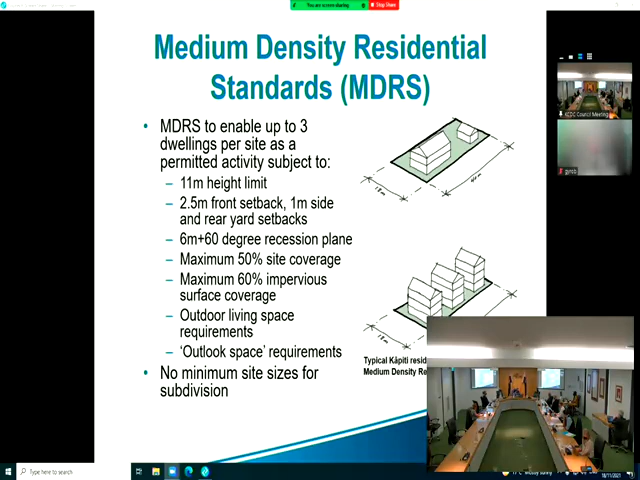 You are screen sharing
Stop Share
Medium Density Residential
Standards (MDRS)
• MDRS to enable up to 3
dwellings per site as a
permitted activity subject to:
– 11m height limit
– 2.5m front setback, 1m side
and rear yard setbacks
– 6m+60 degree recession plane
– Maximum 50% site coverage
– Maximum 60% impervious
surface coverage
– Outdoor living space
requirements
– 'Outlook space' requirements
• No minimum site sizes for
subdivision
Typical Kāpiti resid
Medium Density Re
KCDC Council Meeting
Type here to search
18/11/2021